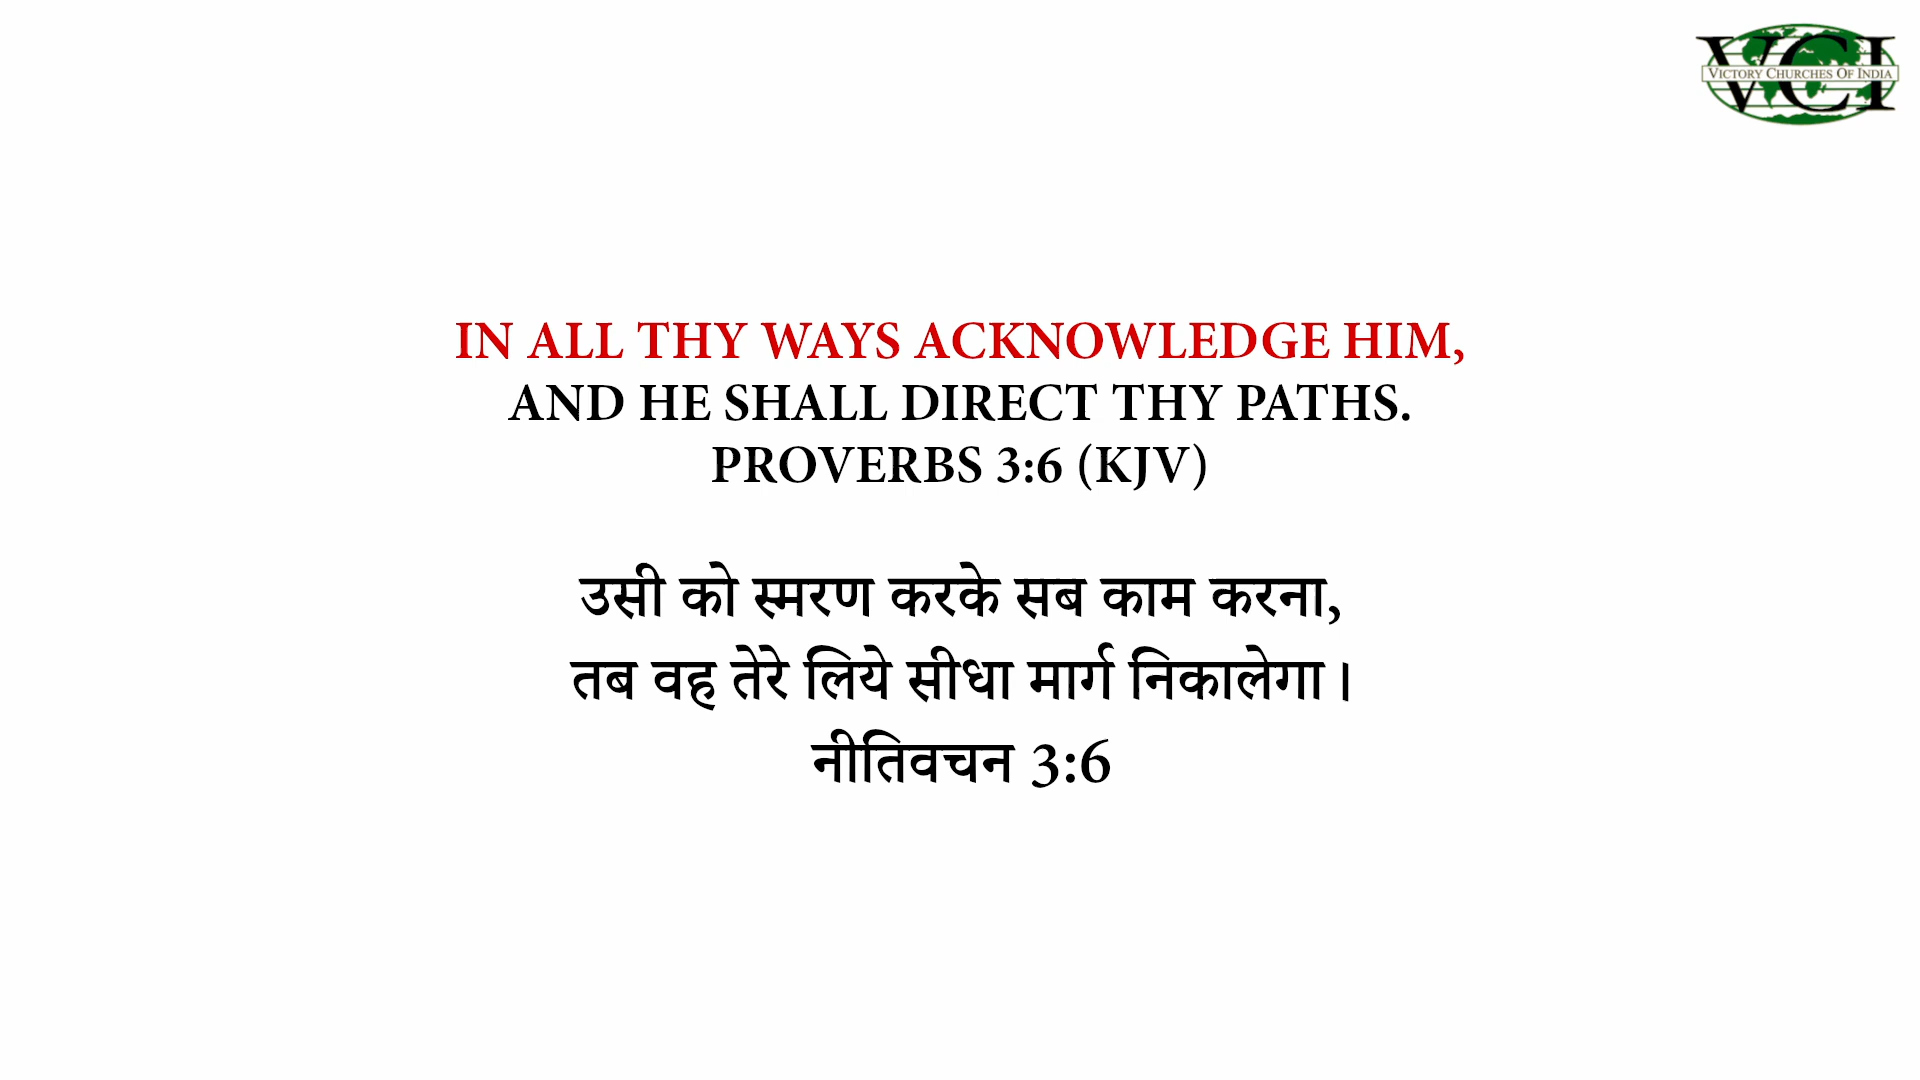 VCI
VICTORY CHURCHES OF INDIA
IN ALL THY WAYS ACKNOWLEDGE HIM,
AND HE SHALL DIRECT THY PATHS.
PROVERBS 3:6 (KJV)
उसी को स्मरण करके सब काम करना,
तब वह तेरे लिये सीधा मार्ग निकालेगा।
नीतिवचन 3:6